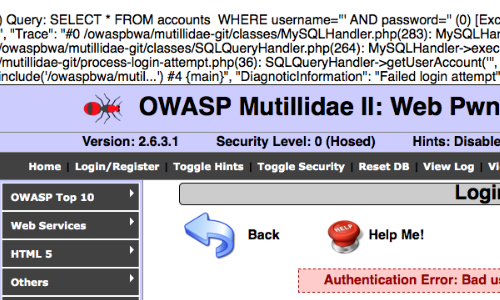 ) Query: SELECT * FROM accounts WHERE username=''' AND password='' (0) [Exc
", "Trace": "#0 /owaspbwa/mutillidae-git/classes/MySQLHandler.php(283): MySQLHan
owaspbwa/mutillidae-git/classes/SQLQueryHandler.php(264): MySQLHandler->exec
/mutillidae-git/process-login-attempt.php(36): SQLQueryHandler->getUserAccount(''',
include('/owaspbwa/mutil...') #4 {main}", "DiagnoticInformation": "Failed login attempt"
OWASP Mutillidae II: Web Pwn
Version: 2.6.3.1 Security Level: 0 (Hosed) Hints: Disable
Home Login/Register Toggle Hints Toggle Security Reset DB View Log Vi
OWASP Top 10
Web Services
HTML 5
Others
Login
Back
HELP
Help Me!
Authentication Error: Bad us